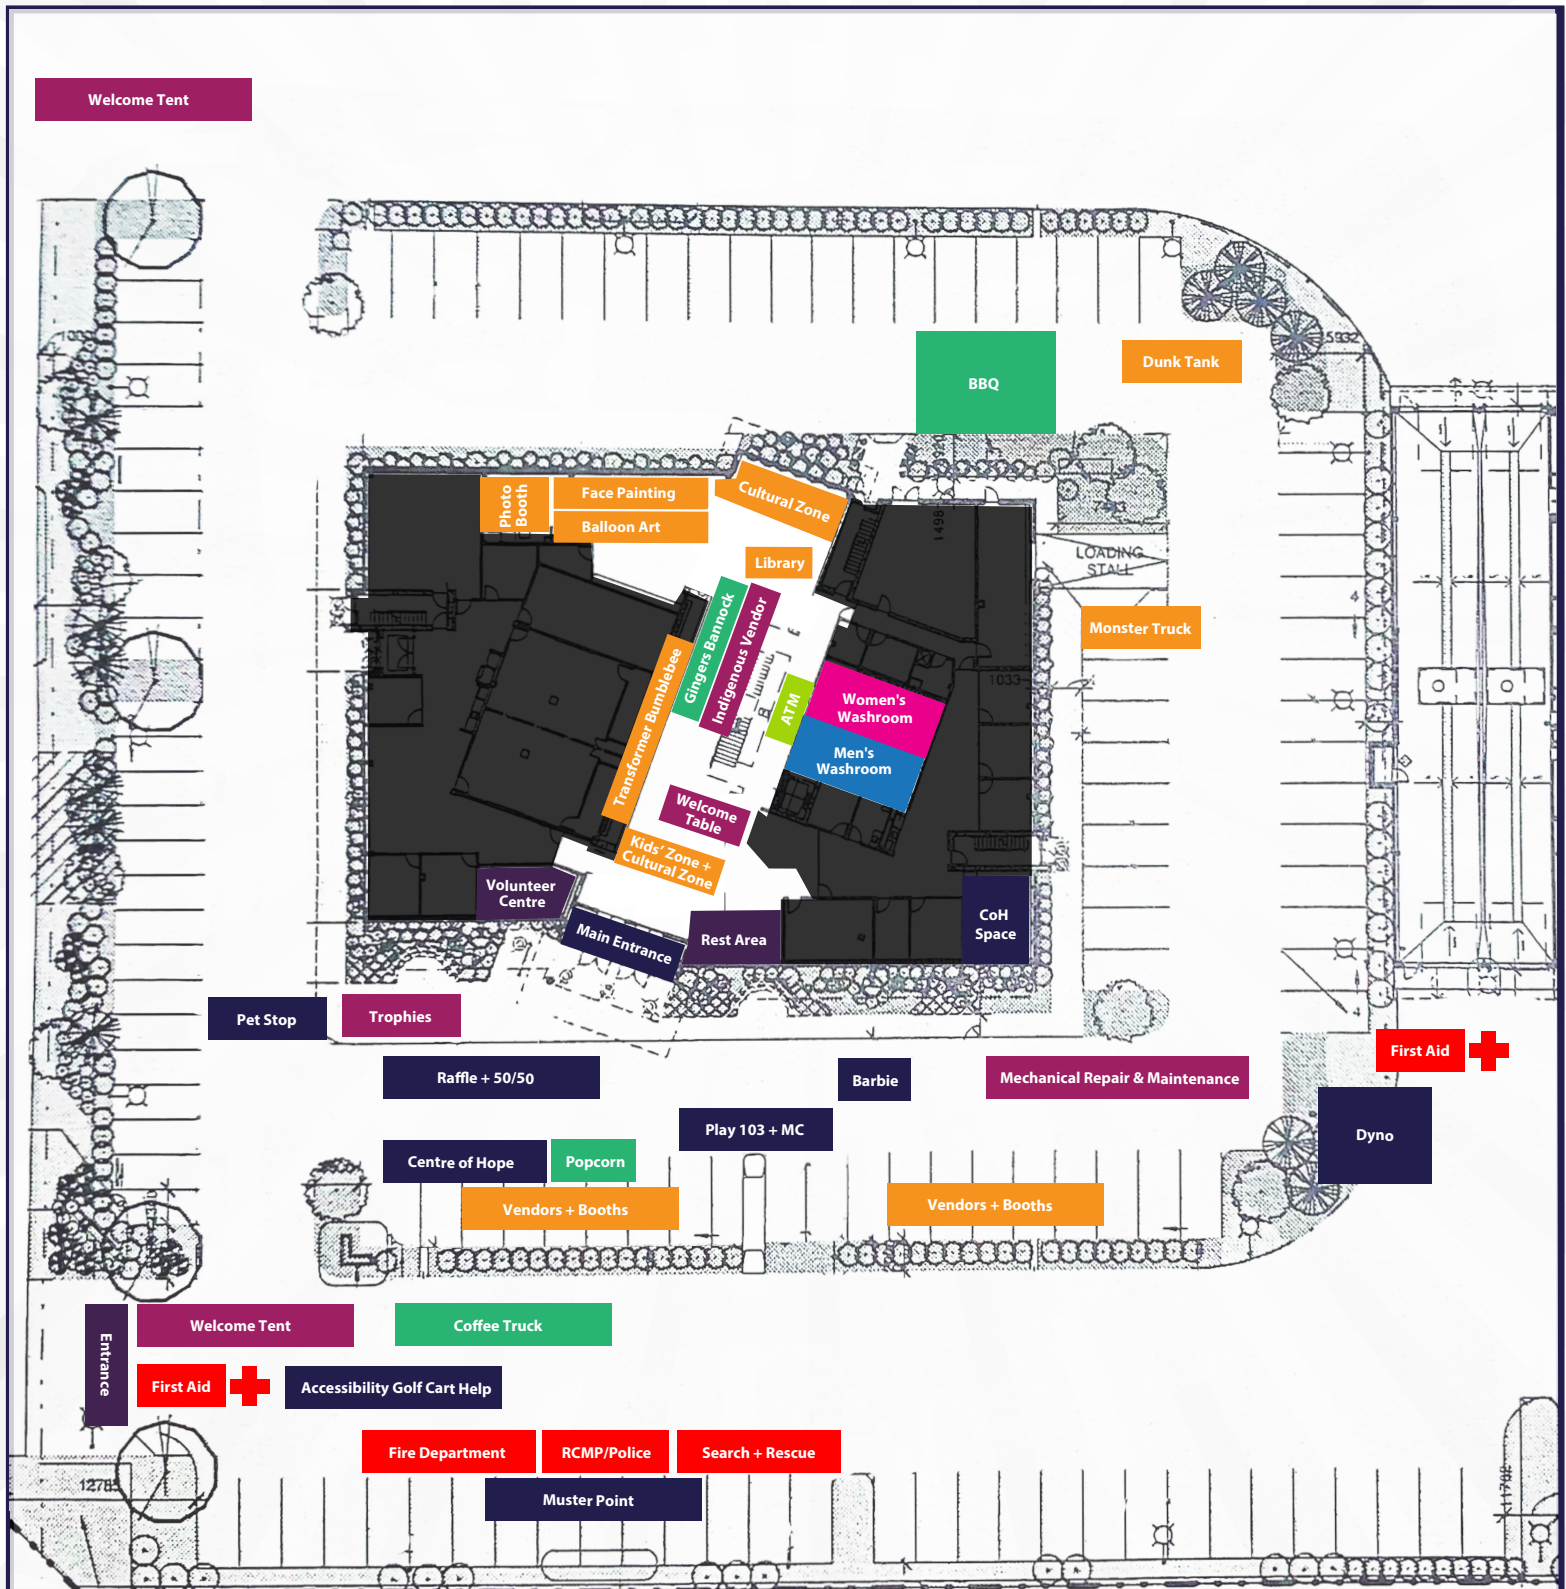 Welcome Tent
BBQ
Dunk Tank
Photo
Booth
Face Painting
Balloon Art
Cultural Zone
Library
LOADING
STALL
1498
Monster Truck
Gingers Bannock
Indigenous Vendor
Transformer Bumblebee
ATM
Women's
Washroom
Men's
Washroom
1033
Welcome
Table
Kids' Zone +
Cultural Zone
Volunteer
Centre
Main Entrance
Rest Area
CoH
Space
Pet Stop
Trophies
First Aid
Raffle + 50/50
Barbie
Mechanical Repair & Maintenance
Play 103 + MC
Dyno
Centre of Hope
Popcorn
Vendors + Booths
Vendors + Booths
Entrance
Welcome Tent
Coffee Truck
First Aid
Accessibility Golf Cart Help
Fire Department
RCMP/Police
Search + Rescue
Muster Point